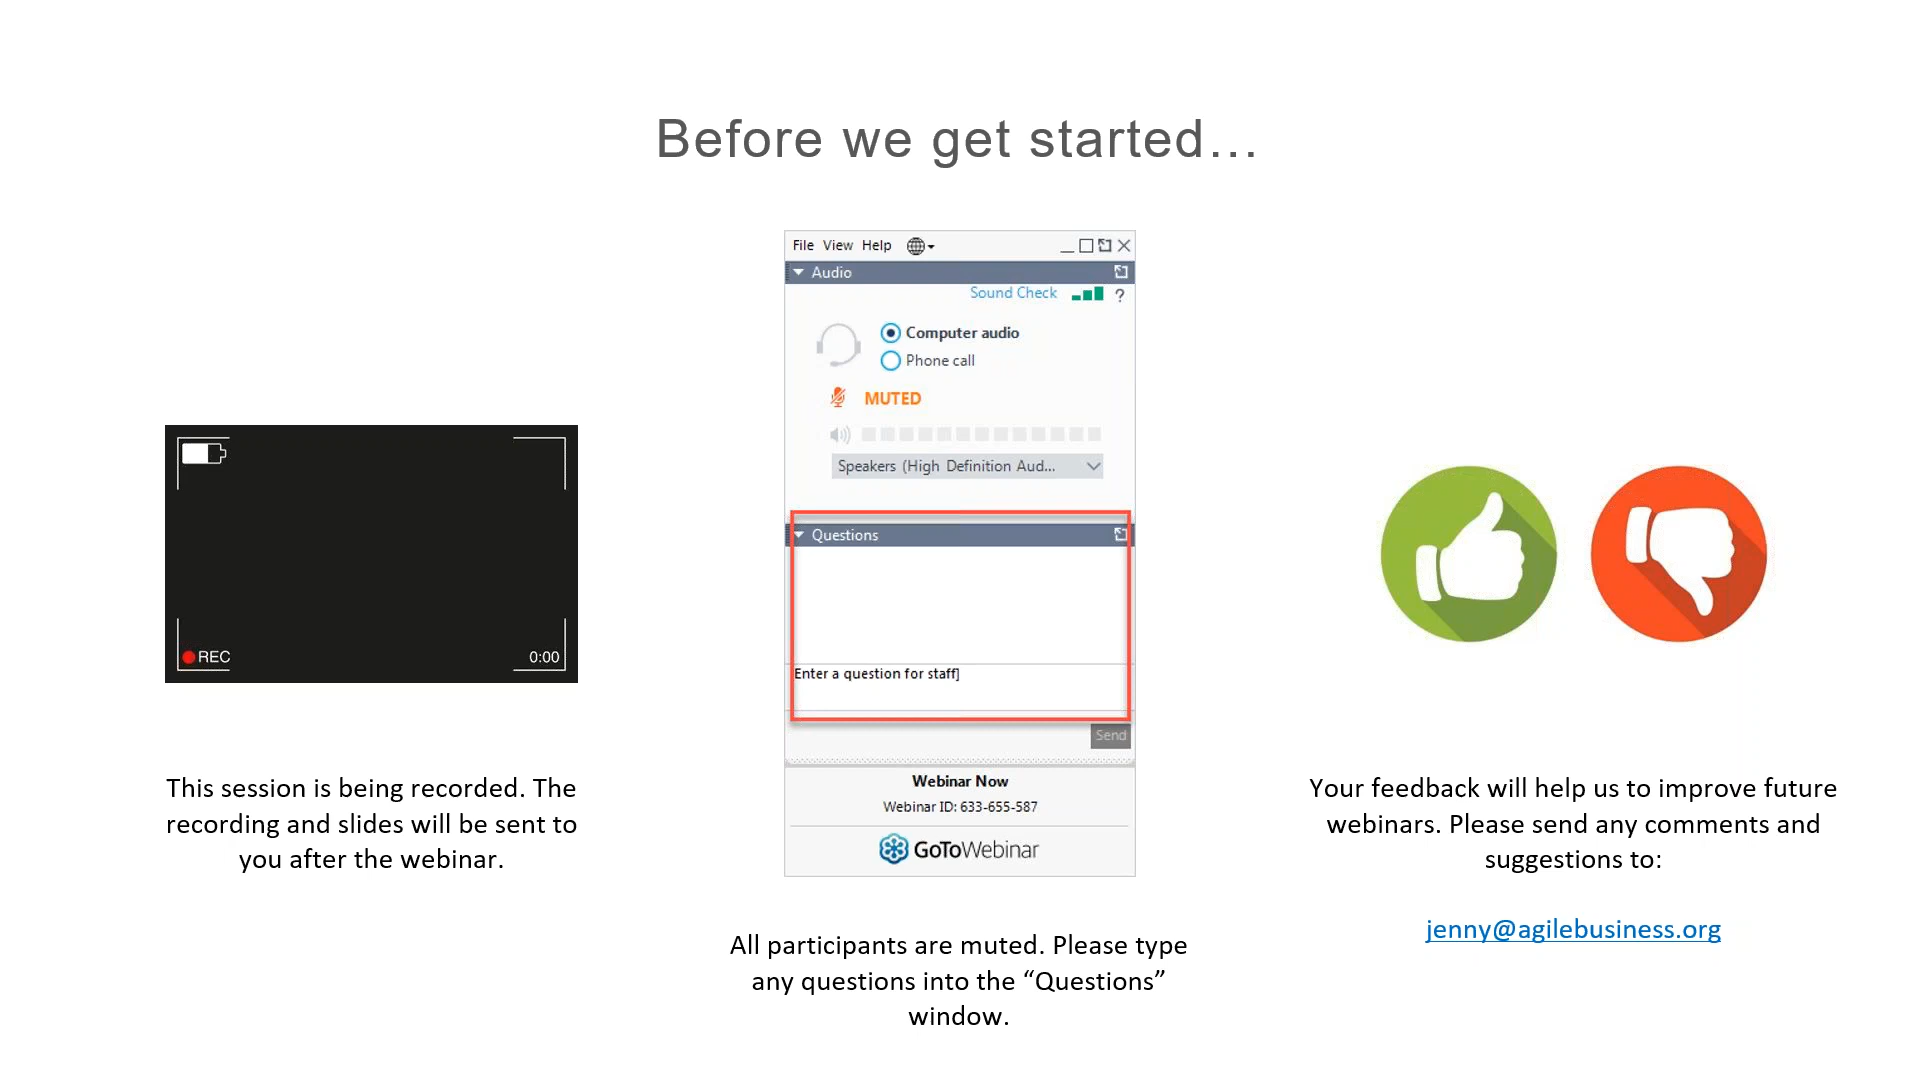 Before we get started…
File View Help
Audio
Sound Check ?
Computer audio
Phone call
MUTED
Speakers (High Definition Aud...
Questions
Enter a question for staff]
Send
Webinar Now
Webinar ID: 633-655-587
GoToWebinar
REC 0:00
This session is being recorded. The
recording and slides will be sent to
you after the webinar.
All participants are muted. Please type
any questions into the “Questions”
window.
Your feedback will help us to improve future
webinars. Please send any comments and
suggestions to:
jenny@agilebusiness.org